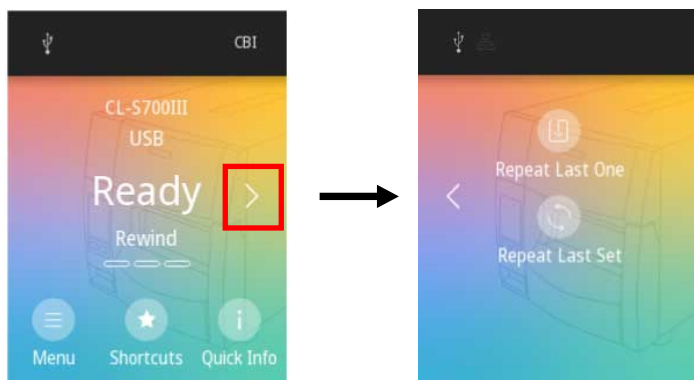 CBI
CL-S700III
USB
Ready
Rewind
Menu Shortcuts Quick Info
Repeat Last One
Repeat Last Set